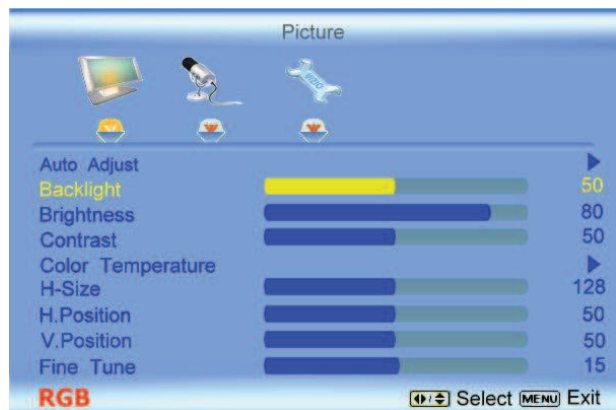 Picture
Auto Adjust
Backlight 50
Brightness 80
Contrast 50
Color Temperature
H-Size 128
H.Position 50
V.Position 50
Fine Tune 15
RGB Select MENU Exit